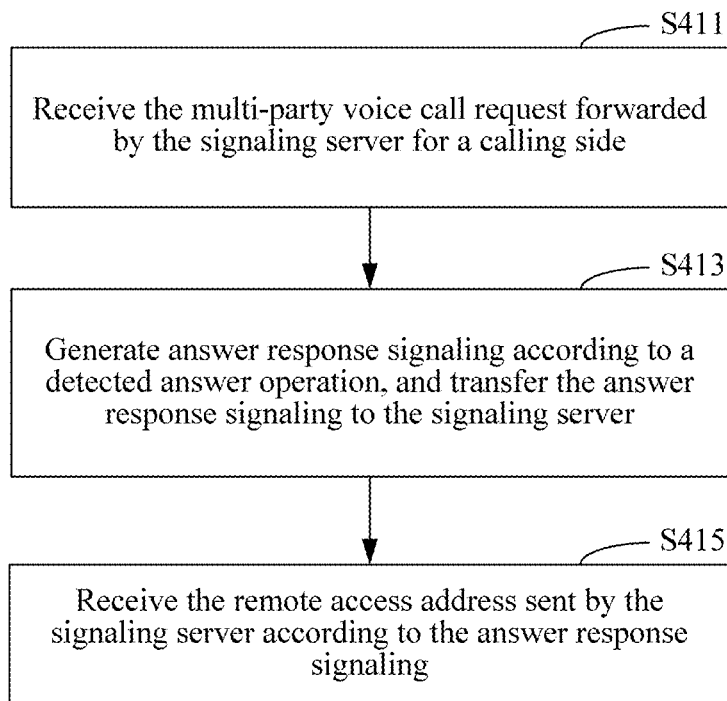 S411
Receive the multi-party voice call request forwarded
by the signaling server for a calling side
S413
Generate answer response signaling according to a
detected answer operation, and transfer the answer
response signaling to the signaling server
S415
Receive the remote access address sent by the
signaling server according to the answer response
signaling